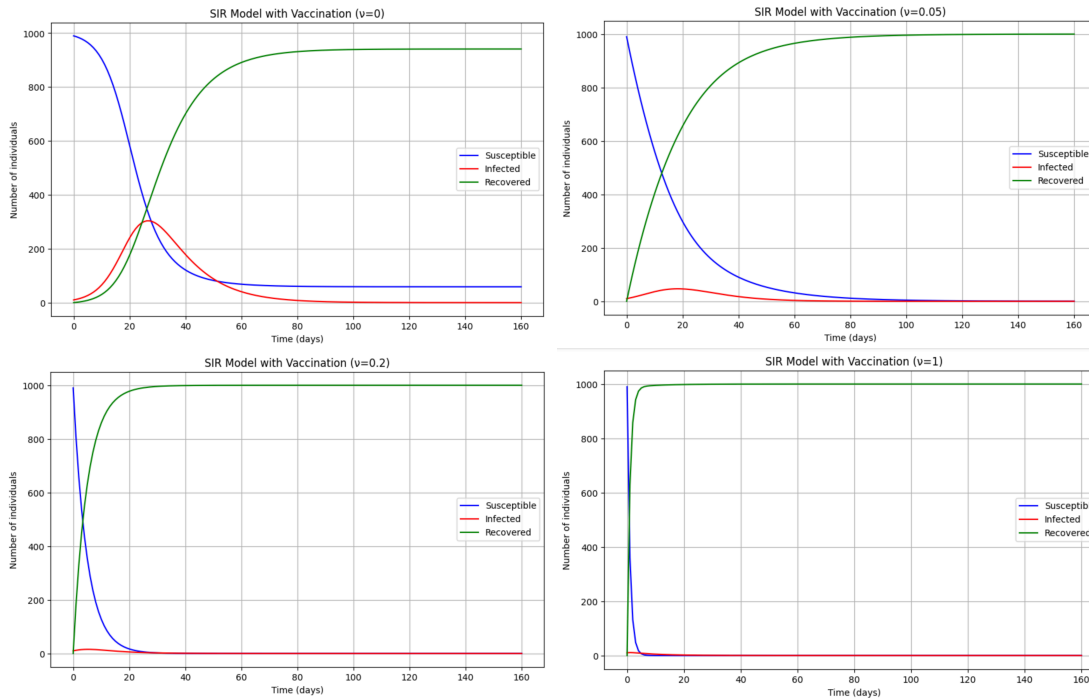 SIR Model with Vaccination (ν=0)
Number of individuals
1000
800
600
400
200
0
Susceptible
Infected
Recovered
0 20 40 60 80 100 120 140 160
Time (days)
SIR Model with Vaccination (ν=0.05)
Number of individuals
1000
800
600
400
200
0
Susceptible
Infected
Recovered
0 20 40 60 80 100 120 140 160
Time (days)
SIR Model with Vaccination (ν=0.2)
Number of individuals
1000
800
600
400
200
0
Susceptible
Infected
Recovered
0 20 40 60 80 100 120 140 160
Time (days)
SIR Model with Vaccination (ν=1)
Number of individuals
1000
800
600
400
200
0
Susceptib
Infected
Recovered
0 20 40 60 80 100 120 140 160
Time (days)